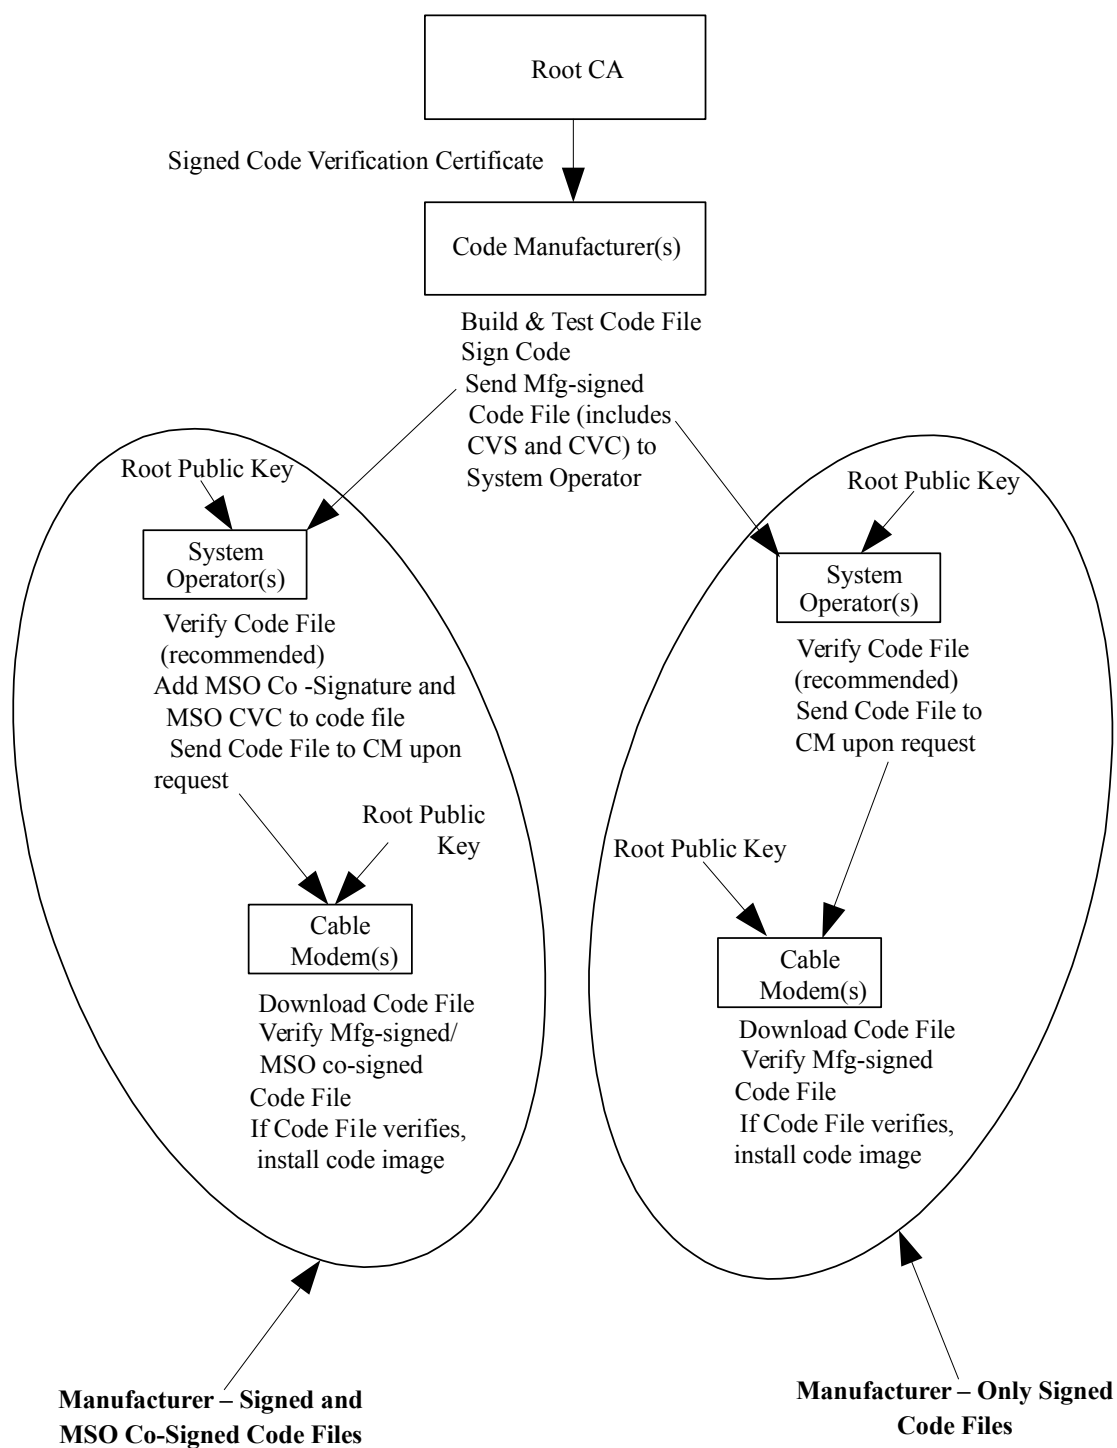 Root CA
Signed Code Verification Certificate
Code Manufacturer(s)
Build & Test Code File
Sign Code
Send Mfg-signed
Code File (includes
CVS and CVC) to
System Operator
Root Public Key
System
Operator(s)
Verify Code File
(recommended)
Add MSO Co -Signature and
MSO CVC to code file
Send Code File to CM upon
request
Root Public
Key
Cable
Modem(s)
Download Code File
Verify Mfg-signed/
MSO co-signed
Code File
If Code File verifies,
install code image
Manufacturer – Signed and
MSO Co-Signed Code Files
Root Public Key
System
Operator(s)
Verify Code File
(recommended)
Send Code File to
CM upon request
Root Public Key
Cable
Modem(s)
Download Code File
Verify Mfg-signed
Code File
If Code File verifies,
install code image
Manufacturer – Only Signed
Code Files